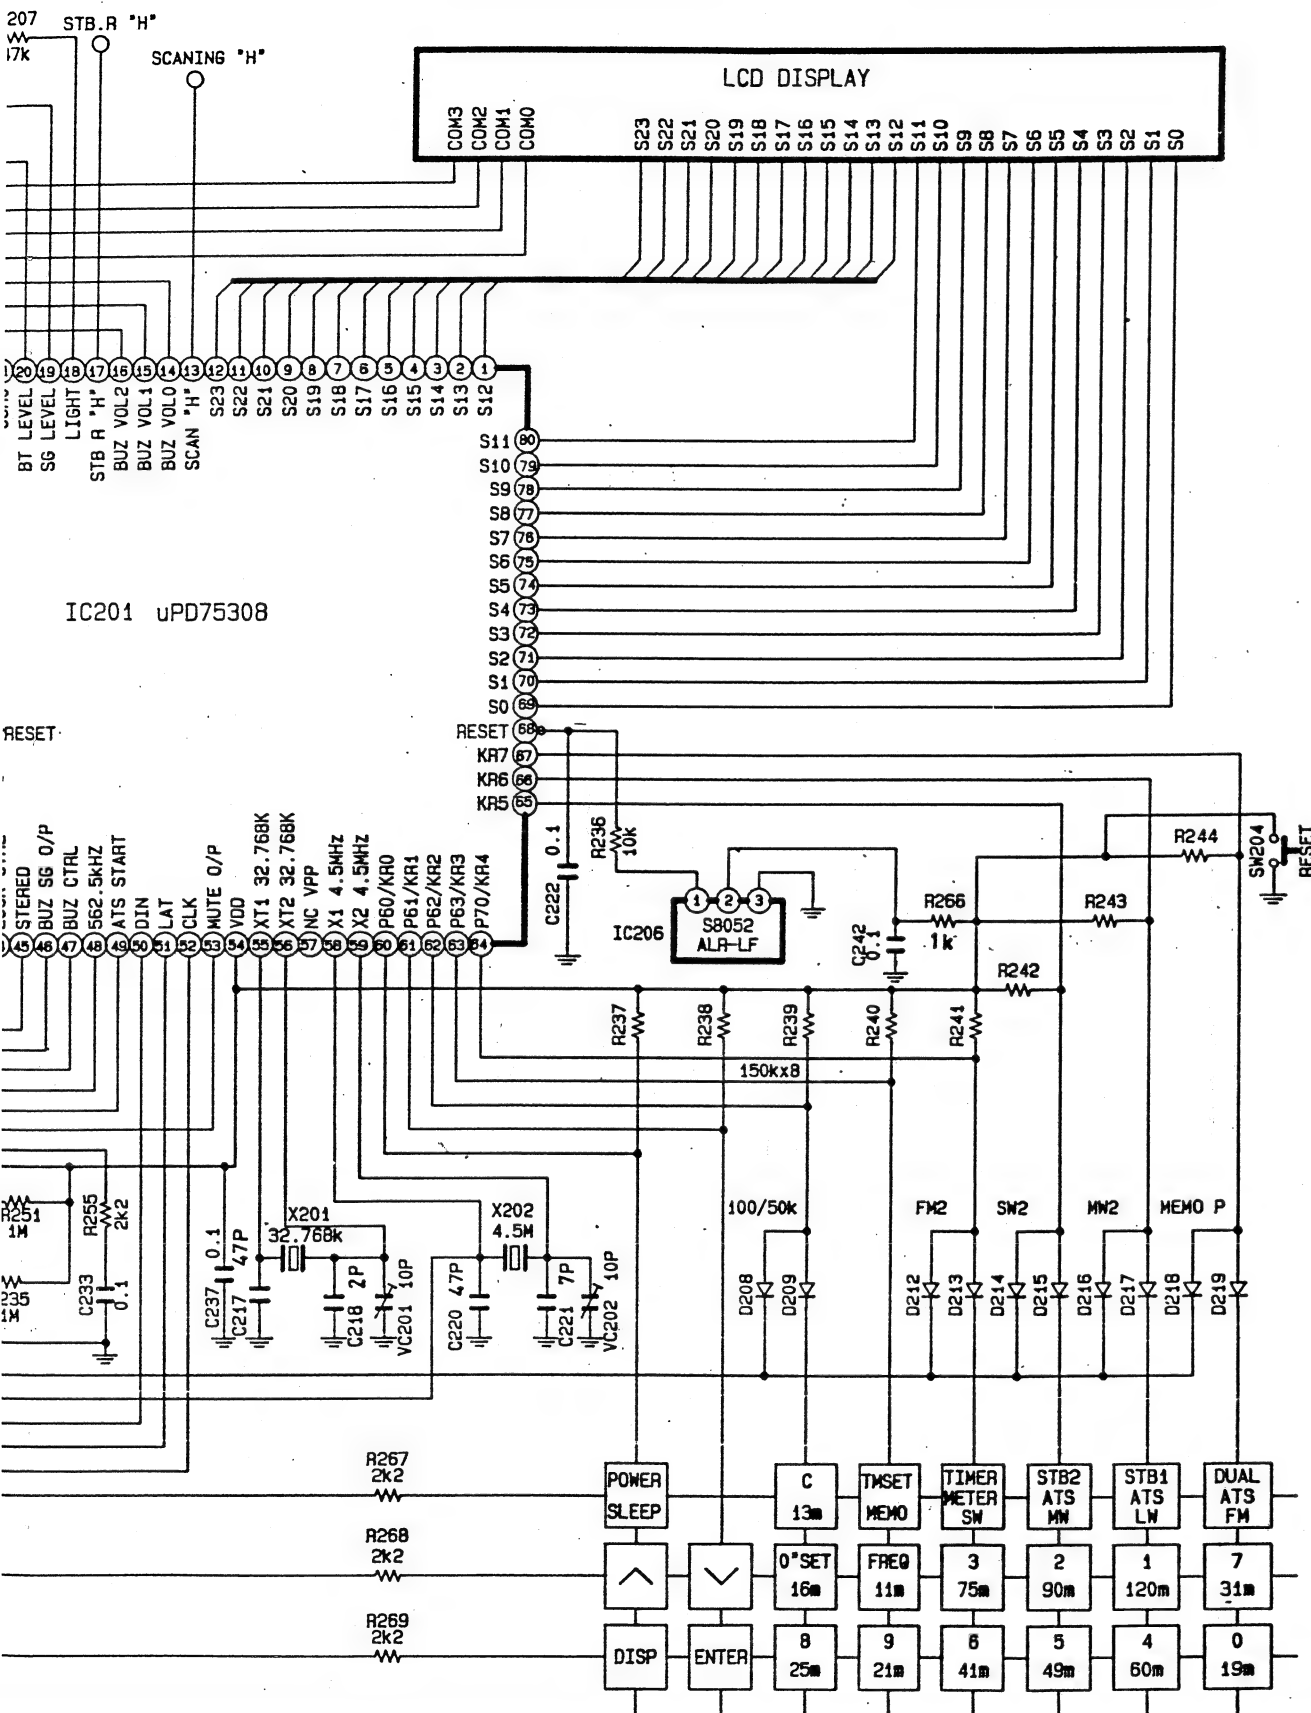 207
STB.R "H"
47k
SCANING "H"
LCD DISPLAY
COM3
COM2
COM1
COM0
S23
S22
S21
S20
S19
S18
S17
S16
S15
S14
S13
S12
S11
S10
S9
S8
S7
S6
S5
S4
S3
S2
S1
S0
20
19
18
17
16
15
14
13
12
11
10
9
8
7
6
5
4
3
2
1
BT LEVEL
SG LEVEL
LIGHT
STB R "H"
BUZ VOL2
BUZ VOL1
BUZ VOL0
SCAN "H"
S23
S22
S21
S20
S19
S18
S17
S16
S15
S14
S13
S12
S11 80
S10 79
S9 78
S8 77
S7 76
S6 75
S5 74
S4 73
S3 72
S2 71
S1 70
S0 69
RESET 68
KR7 67
KR6 66
KR5 65
IC201 uPD75308
RESET
STEREO
BUZ SG O/P
BUZ CTRL
562.5kHZ
ATS START
DIN
LAT
CLK
MUTE O/P
VDD
XT1 32.768K
XT2 32.768K
NC VPP
X1 4.5MHz
X2 4.5MHz
P60/KR0
P61/KR1
P62/KR2
P63/KR3
P70/KR4
45
46
47
48
49
50
51
52
53
54
55
56
57
58
59
60
61
62
63
64
C222 0.1
R236
10k
1 2 3
IC206
S8052
ALR-LF
C242
0.1
R266
1k
R244
R243
R242
SW204
RESET
R237
R238
R239
R240
R241
150kx8
R251
1M
R255
2k2
235
1M
C233
0.1
C237 0.1
C217 47P
X201
32.768k
2P
C218
10P
VC201
X202
4.5M
C220 47P
7P
C221
10P
VC202
100/50k
FM2
SW2
MW2
MEMO P
D208
D209
D212
D213
D214
D215
D216
D217
D218
D219
R267
2k2
R268
2k2
R269
2k2
POWER
SLEEP
C
13m
TMSET
MEMO
TIMER
METER
SW
STB2
ATS
MW
STB1
ATS
LW
DUAL
ATS
FM
0"SET
16m
FREQ
11m
3
75m
2
90m
1
120m
7
31m
DISP
ENTER
8
25m
9
21m
6
41m
5
49m
4
60m
0
19m